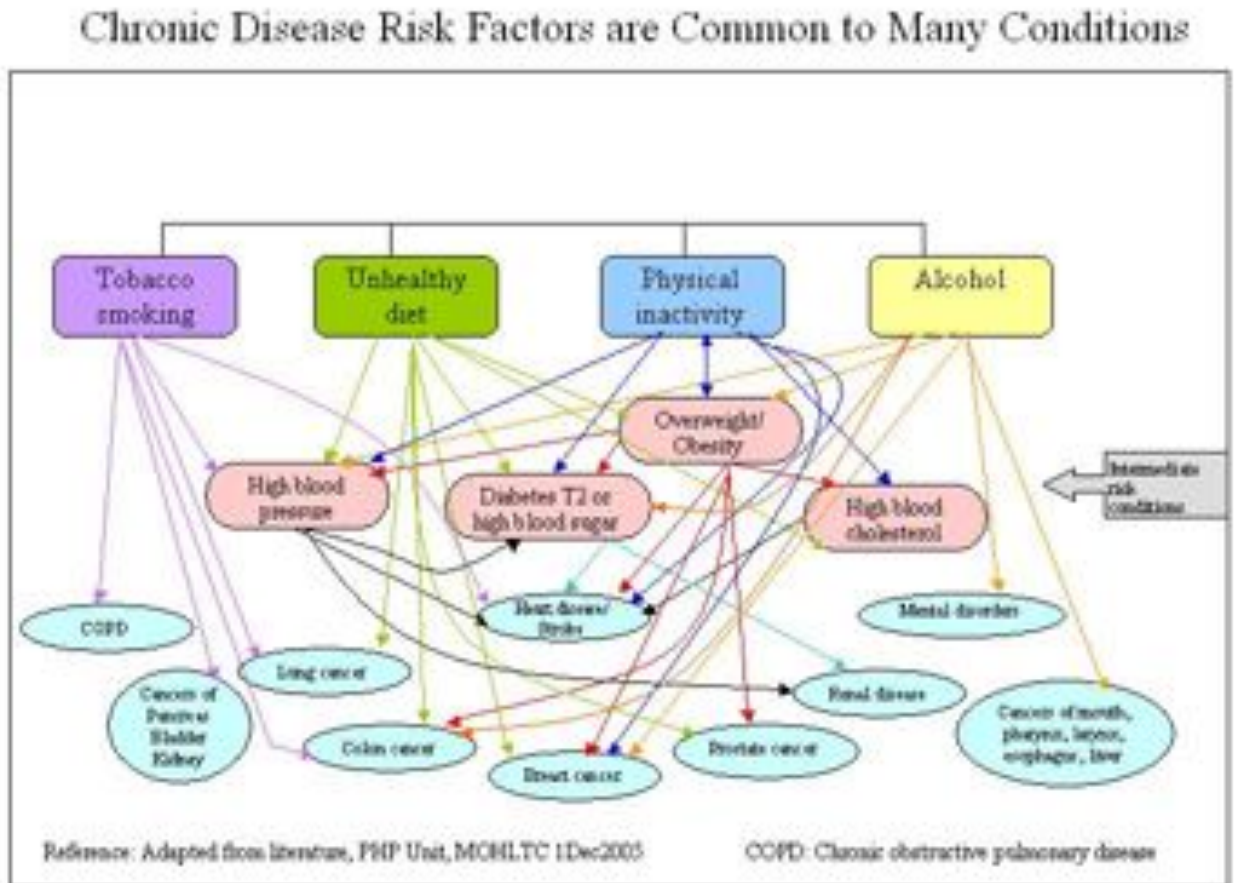 Chronic Disease Risk Factors are Common to Many Conditions
Tobacco
smoking
Unhealthy
diet
Physical
inactivity
Alcohol
Overweight/
Obesity
High blood
pressure
Diabetes T2 or
high blood sugar
High blood
cholesterol
Intermediate
risk
conditions
COPD
Heart disease/
Stroke
Mental disorders
Lung cancer
Cancers of
Bladder
Kidney
Renal disease
Cancers of mouth,
pharynx, larynx,
esophagus, liver
Colon cancer
Breast cancer
Prostate cancer
Reference: Adapted from literature, PHP Unit, MOHLTC 1Dec2005
COPD: Chronic obstructive pulmonary disease